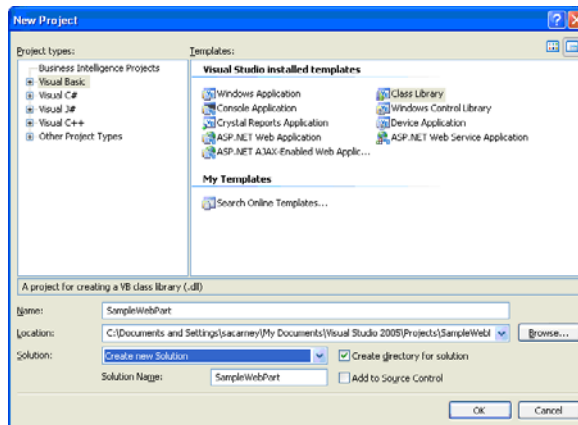 New Project
Project types:
Templates:
Business Intelligence Projects
Visual Basic
Visual C#
Visual J#
Visual C++
Other Project Types
Visual Studio installed templates
Windows Application
Class Library
Console Application
Windows Control Library
Crystal Reports Application
Device Application
ASP.NET Web Application
ASP.NET Web Service Application
ASP.NET AJAX-Enabled Web Applic...
My Templates
Search Online Templates...
A project for creating a VB class library (.dll)
Name:
SampleWebPart
Location:
C:\Documents and Settings\sacarney\My Documents\Visual Studio 2005\Projects\SampleWebI
Browse...
Solution:
Create new Solution
Create directory for solution
Solution Name:
SampleWebPart
Add to Source Control
OK
Cancel